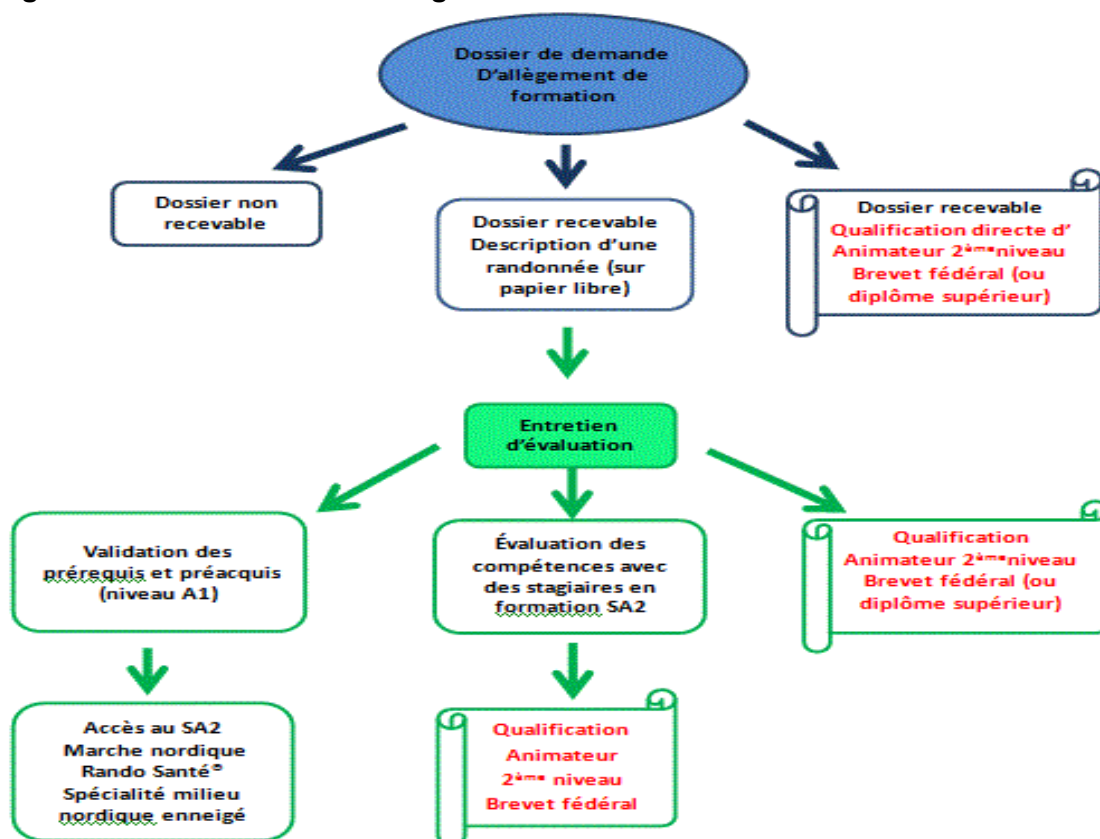 Dossier de demande
D'allègement de
formation
Dossier non
recevable
Dossier recevable
Description d'une
randonnée (sur
papier libre)
Dossier recevable
Qualification directe d'
Animateur 2ème niveau
Brevet fédéral (ou
diplôme supérieur)
Entretien
d'évaluation
Validation des
prérequis et préacquis
(niveau A1)
Évaluation des
compétences avec
des stagiaires en
formation SA2
Qualification
Animateur 2ème niveau
Brevet fédéral (ou
diplôme supérieur)
Accès au SA2
Marche nordique
Rando Santé®
Spécialité milieu
nordique enneigé
Qualification
Animateur
2ème niveau
Brevet fédéral